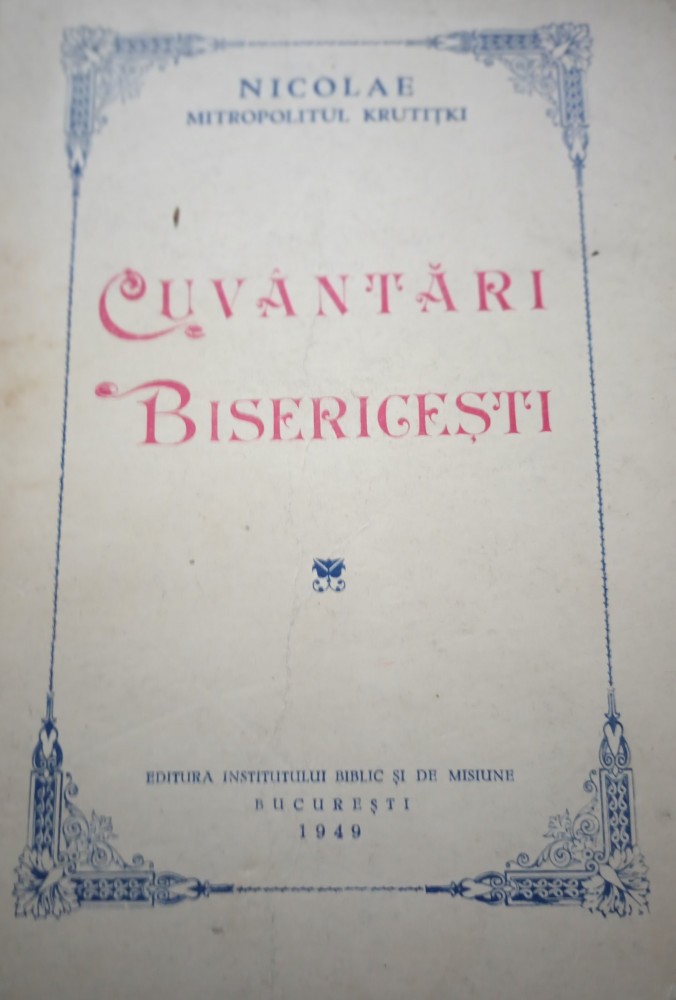 NICOLAE
MITROPOLITUL KRUTIȚKI
CUVÂNTĂRI
BISERICEȘTI
EDITURA INSTITUTULUI BIBLIC ȘI DE MISIUNE
BUCUREȘTI
1949